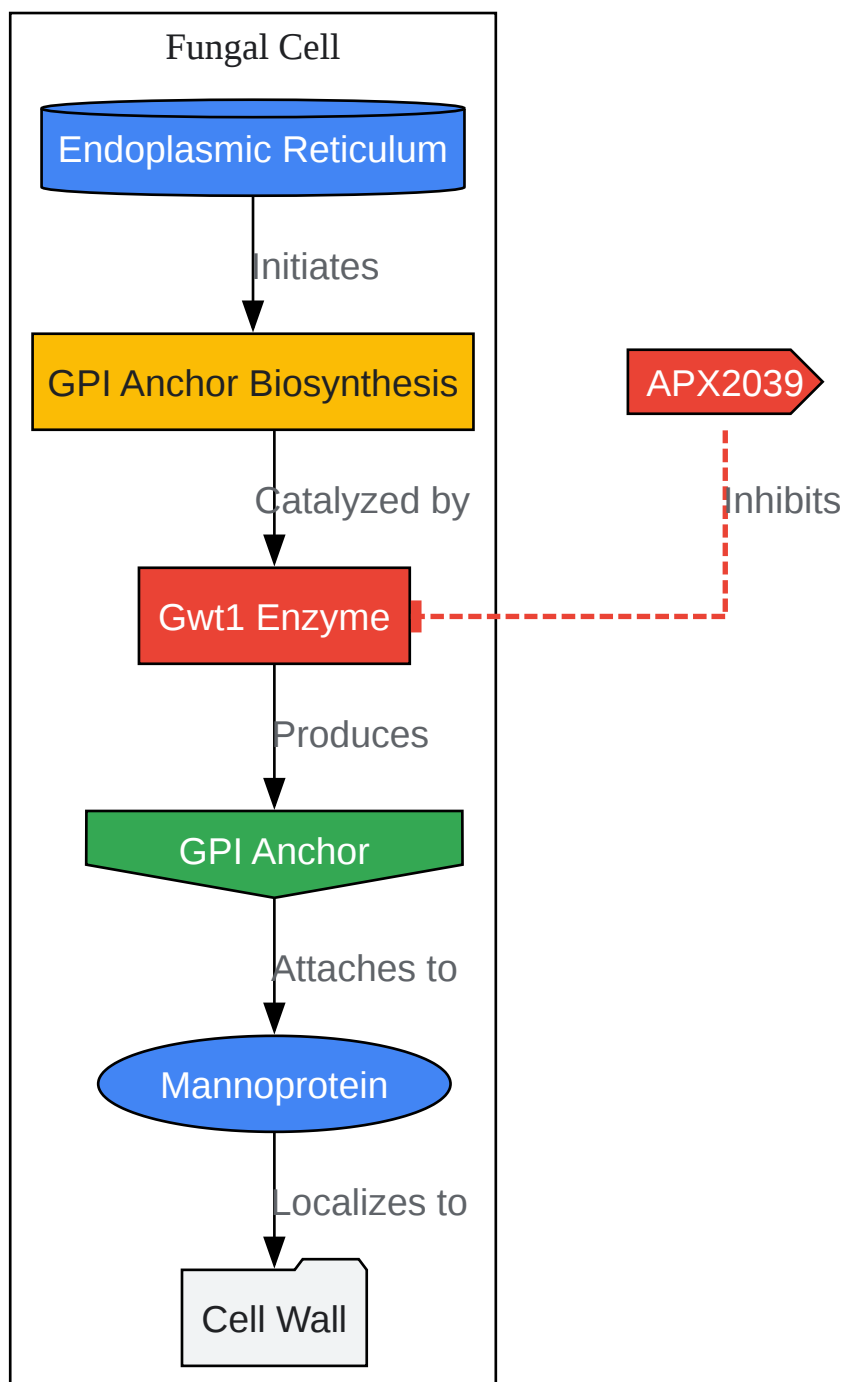 Fungal Cell
Endoplasmic Reticulum
Initiates
GPI Anchor Biosynthesis
APX2039
Catalyzed by
Inhibits
Gwt1 Enzyme
Produces
GPI Anchor
Attaches to
Mannoprotein
Localizes to
Cell Wall